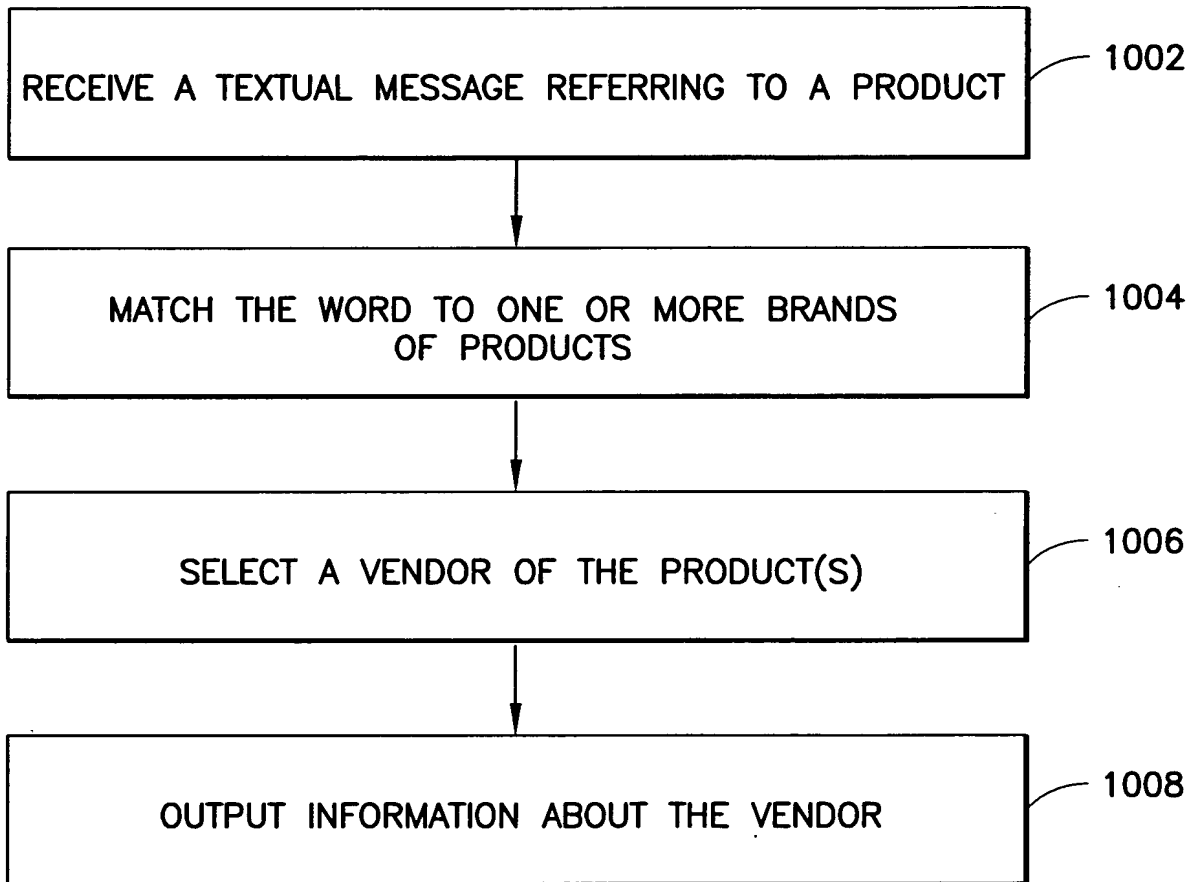 RECEIVE A TEXTUAL MESSAGE REFERRING TO A PRODUCT
1002
MATCH THE WORD TO ONE OR MORE BRANDS
OF PRODUCTS
1004
SELECT A VENDOR OF THE PRODUCT(S)
1006
OUTPUT INFORMATION ABOUT THE VENDOR
1008